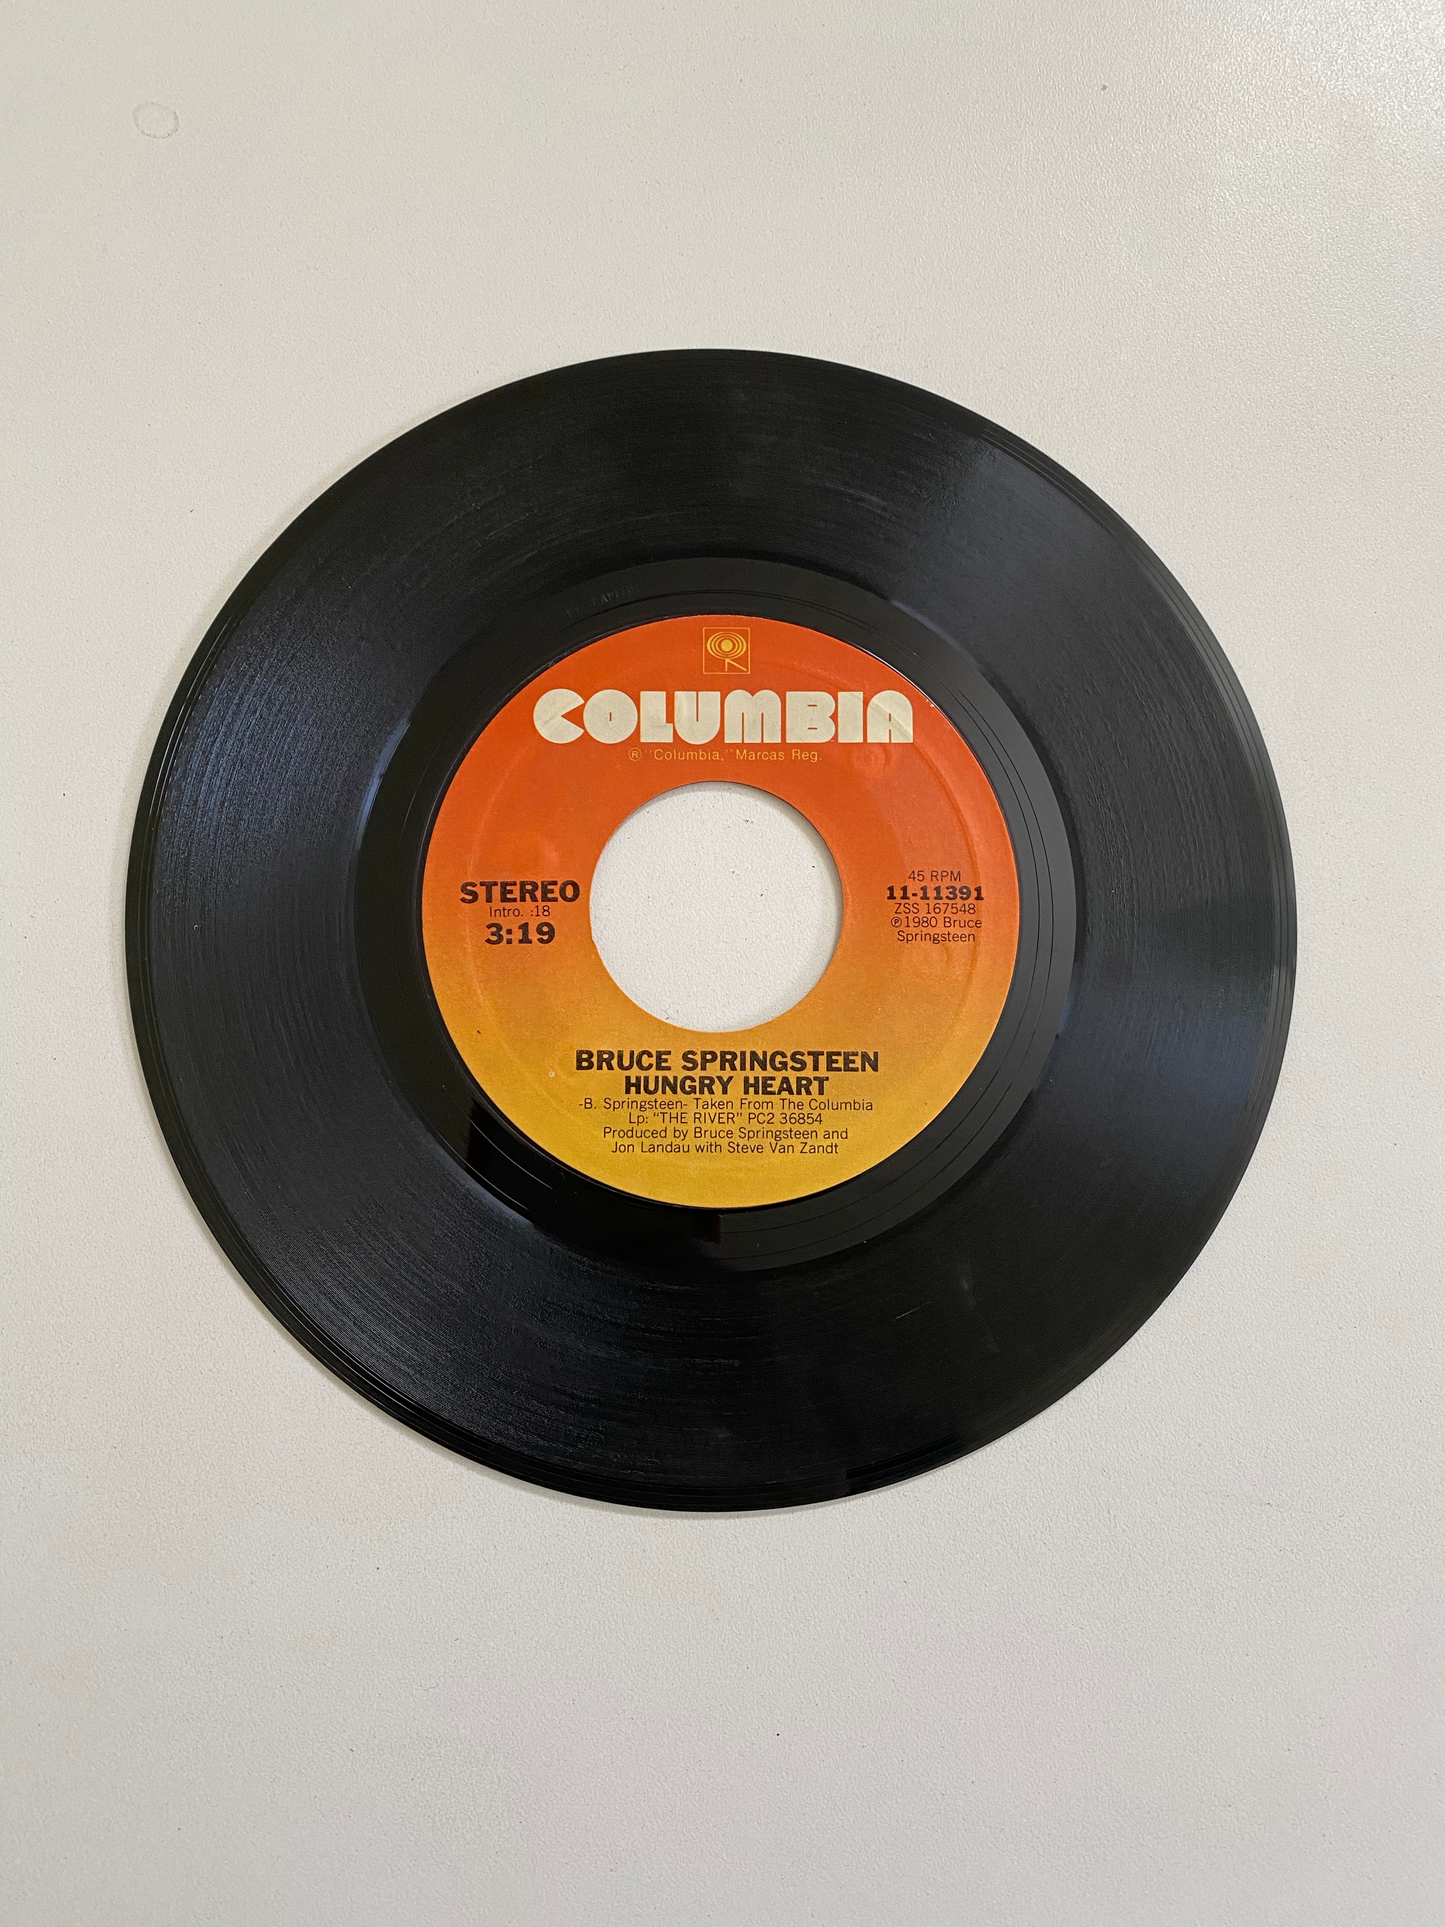 COLUMBIA
Ⓡ "Columbia," Marcas Reg.
STEREO
Intro. :18
3:19
45 RPM
11-11391
ZSS 167548
Ⓟ1980 Bruce
Springsteen
BRUCE SPRINGSTEEN
HUNGRY HEART
-B. Springsteen- Taken From The Columbia
Lp: "THE RIVER" PC2 36854
Produced by Bruce Springsteen and
Jon Landau with Steve Van Zandt